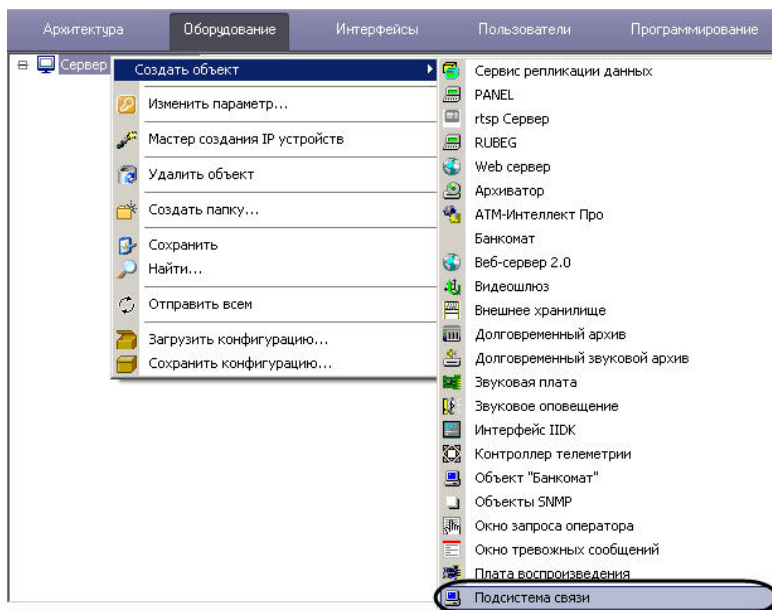 Архитектура Оборудование Интерфейсы Пользователи Программирование
Сервер
Создать объект
Изменить параметр...
Мастер создания IP устройств
Удалить объект
Создать папку...
Сохранить
Найти...
Отправить всем
Загрузить конфигурацию...
Сохранить конфигурацию...
Сервис репликации данных
PANEL
rtsp Сервер
RUBEG
Web сервер
Архиватор
АТМ-Интеллект Про
Банкомат
Веб-сервер 2.0
Видеошлюз
Внешнее хранилище
Долговременный архив
Долговременный звуковой архив
Звуковая плата
Звуковое оповещение
Интерфейс IIDK
Контроллер телеметрии
Объект "Банкомат"
Объекты SNMP
Окно запроса оператора
Окно тревожных сообщений
Плата воспроизведения
Подсистема связи